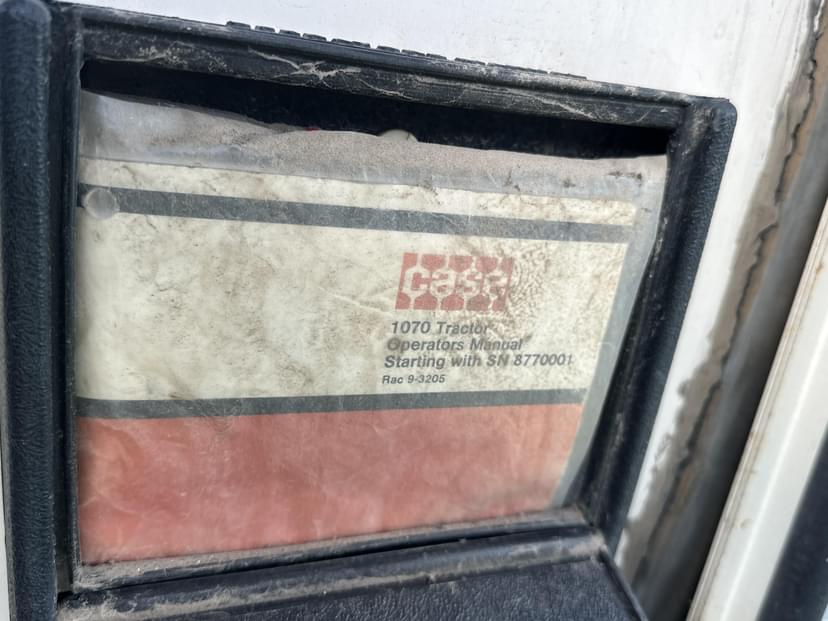 case
1070 Tractor
Operators Manual
Starting with SN 8770001
Rac 9-3205